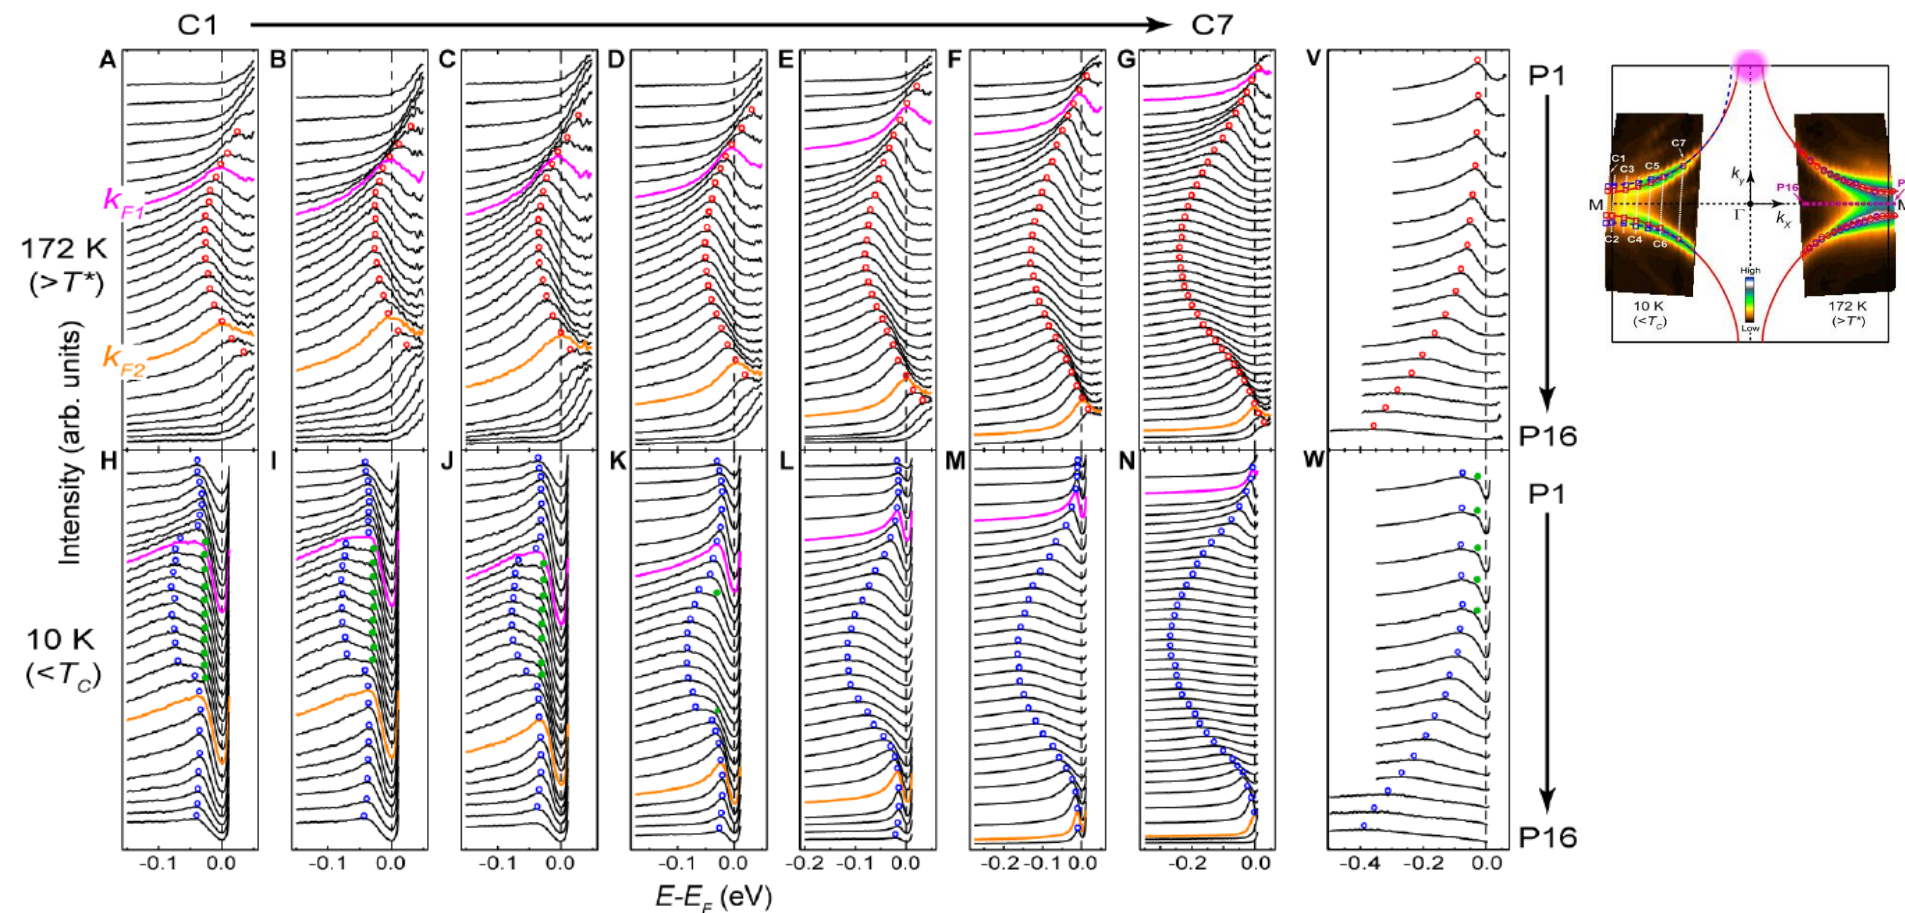 C1 C7
A B C D E F G V
P1
P16
k_F1
172 K
(>T*)
k_F2
Intensity (arb. units)
H I J K L M N W
P1
P16
10 K
(<T_C)
-0.1 0.0 -0.1 0.0 -0.1 0.0 -0.1 0.0 -0.2 -0.1 0.0 -0.2 -0.1 0.0 -0.2 0.0 -0.4 -0.2 0.0
E-E_F (eV)
C7
C1
C3 C5
k_y
P16 P
M Γ k_x M
C2 C4 C6
High
Low
10 K
(<T_C)
172 K
(>T*)